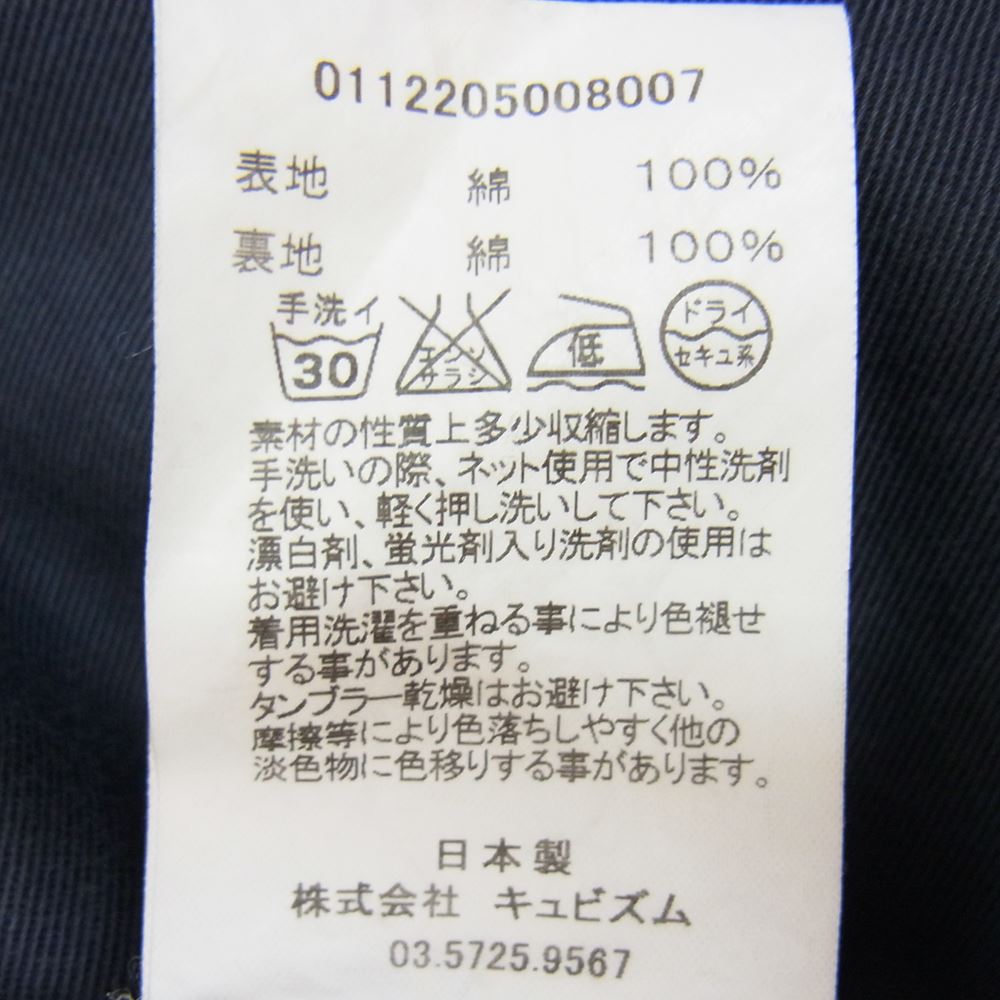 0112205008007
表地 綿 100%
裏地 綿 100%
手洗イ 30 エンソサラシ 低 ドライ セキユ系
素材の性質上多少収縮します。
手洗いの際、ネット使用で中性洗剤
を使い、軽く押し洗いして下さい。
漂白剤、蛍光剤入り洗剤の使用は
お避け下さい。
着用洗濯を重ねる事により色褪せ
する事があります。
タンブラー乾燥はお避け下さい。
摩擦等により色落ちしやすく他の
淡色物に色移りする事があります。
日本製
株式会社 キュビズム
03.5725.9567